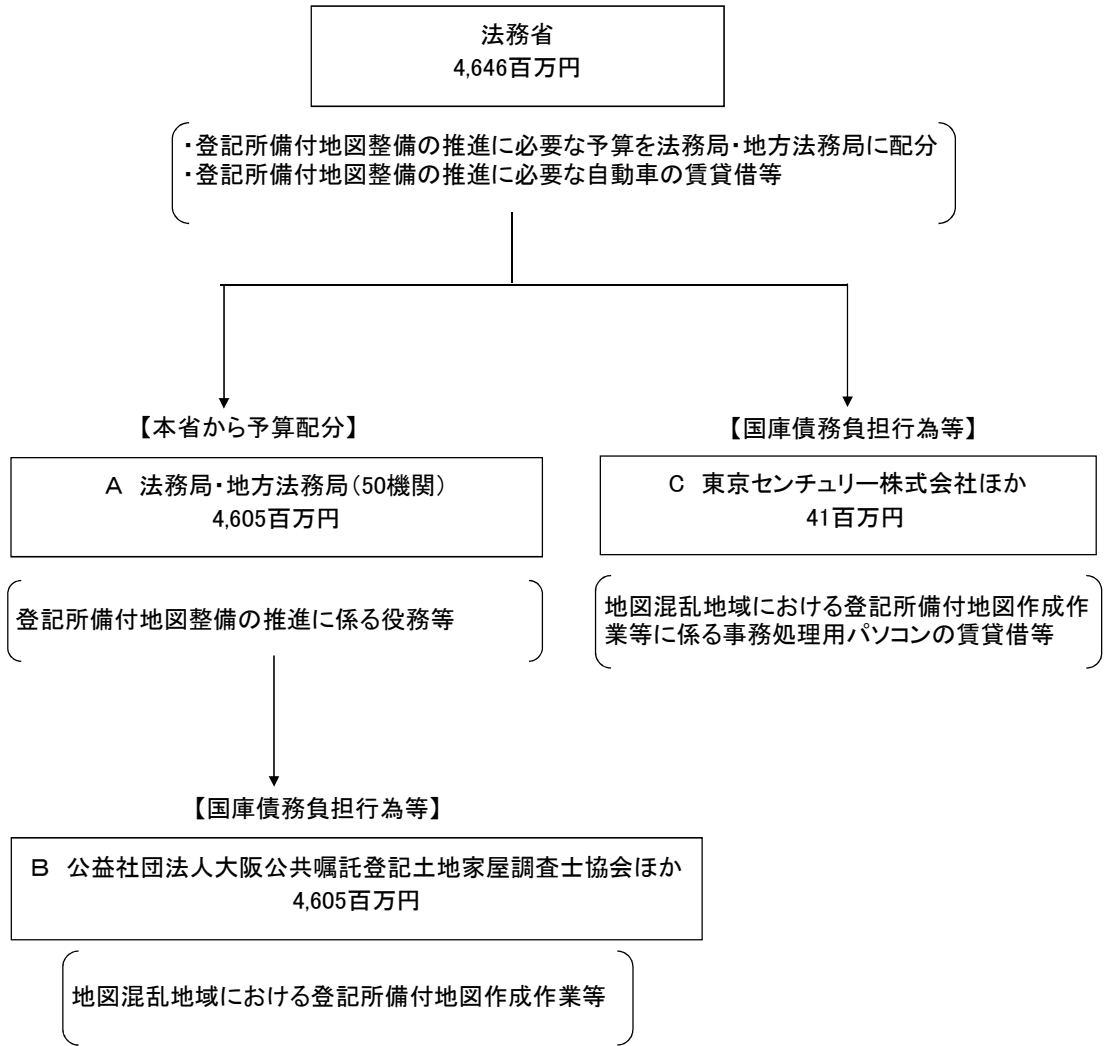 法務省
4,646百万円
・登記所備付地図整備の推進に必要な予算を法務局・地方法務局に配分
・登記所備付地図整備の推進に必要な自動車の賃貸借等
【本省から予算配分】
A 法務局・地方法務局(50機関)
4,605百万円
登記所備付地図整備の推進に係る役務等
【国庫債務負担行為等】
C 東京センチュリー株式会社ほか
41百万円
地図混乱地域における登記所備付地図作成作
業等に係る事務処理用パソコンの賃貸借等
【国庫債務負担行為等】
B 公益社団法人大阪公共嘱託登記土地家屋調査士協会ほか
4,605百万円
地図混乱地域における登記所備付地図作成作業等